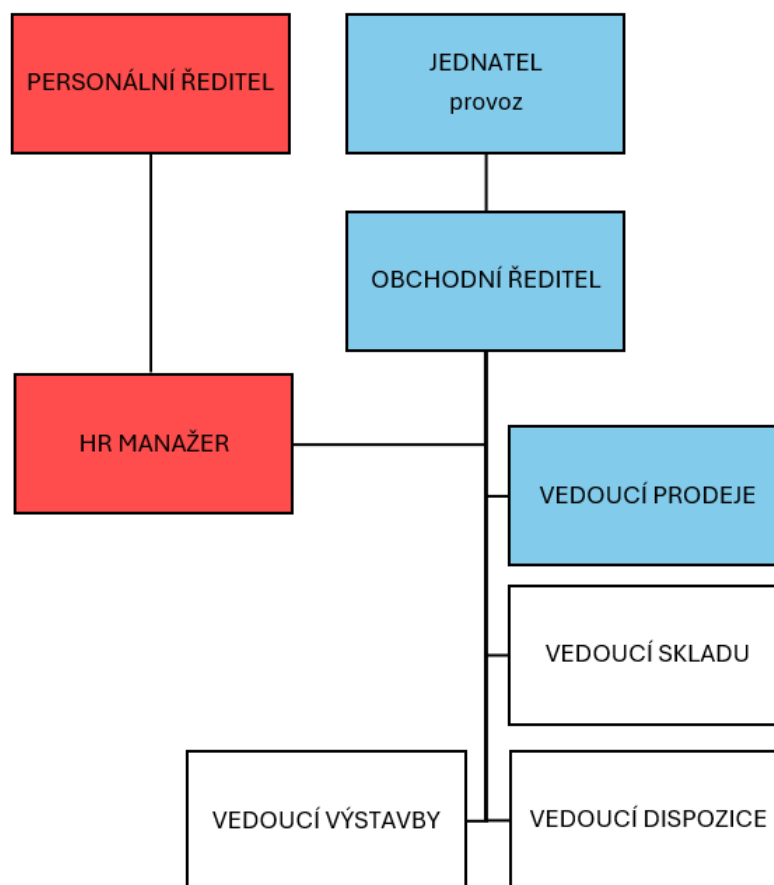 PERSONÁLNÍ ŘEDITEL
JEDNATEL
provoz
OBCHODNÍ ŘEDITEL
HR MANAŽER
VEDOUCÍ PRODEJE
VEDOUCÍ SKLADU
VEDOUCÍ VÝSTAVBY
VEDOUCÍ DISPOZICE